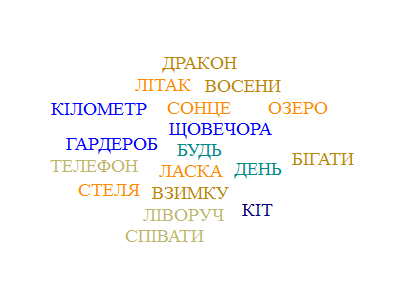 ДРАКОН
ЛІТАК ВОСЕНИ
КІЛОМЕТР СОНЦЕ ОЗЕРО
ЩОВЕЧОРА
ГАРДЕРОБ БУДЬ
ТЕЛЕФОН ЛАСКА ДЕНЬ БІГАТИ
СТЕЛЯ ВЗИМКУ
ЛІВОРУЧ КІТ
СПІВАТИ